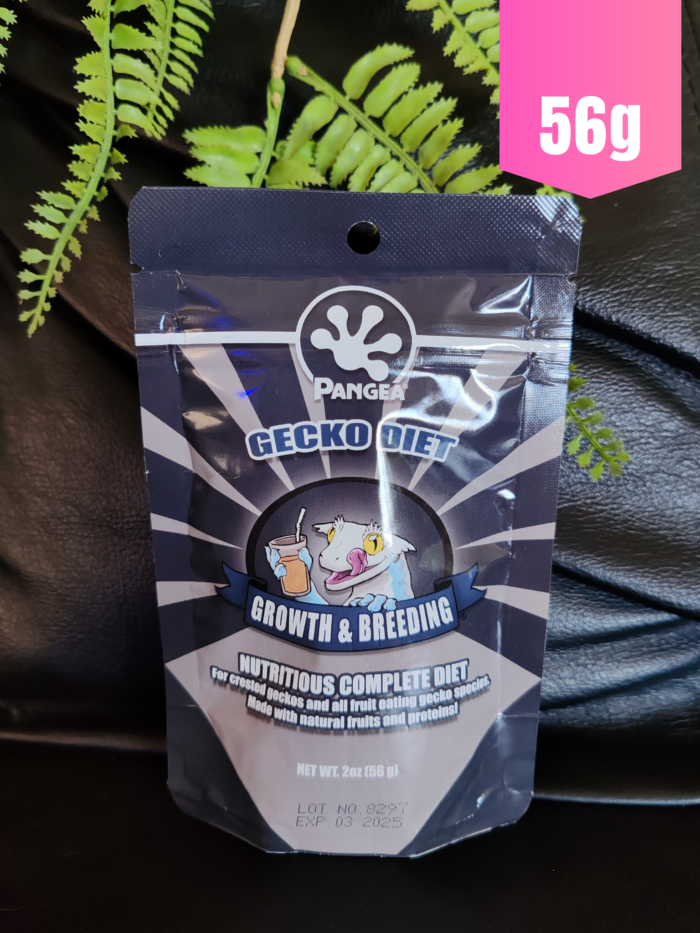 56g
PANGEA
GECKO DIET
GROWTH & BREEDING
NUTRITIOUS COMPLETE DIET
For crested geckos and all fruit eating gecko species.
Made with natural fruits and proteins!
NET WT. 2oz (56 g)
LOT NO.8297
EXP.03 2025